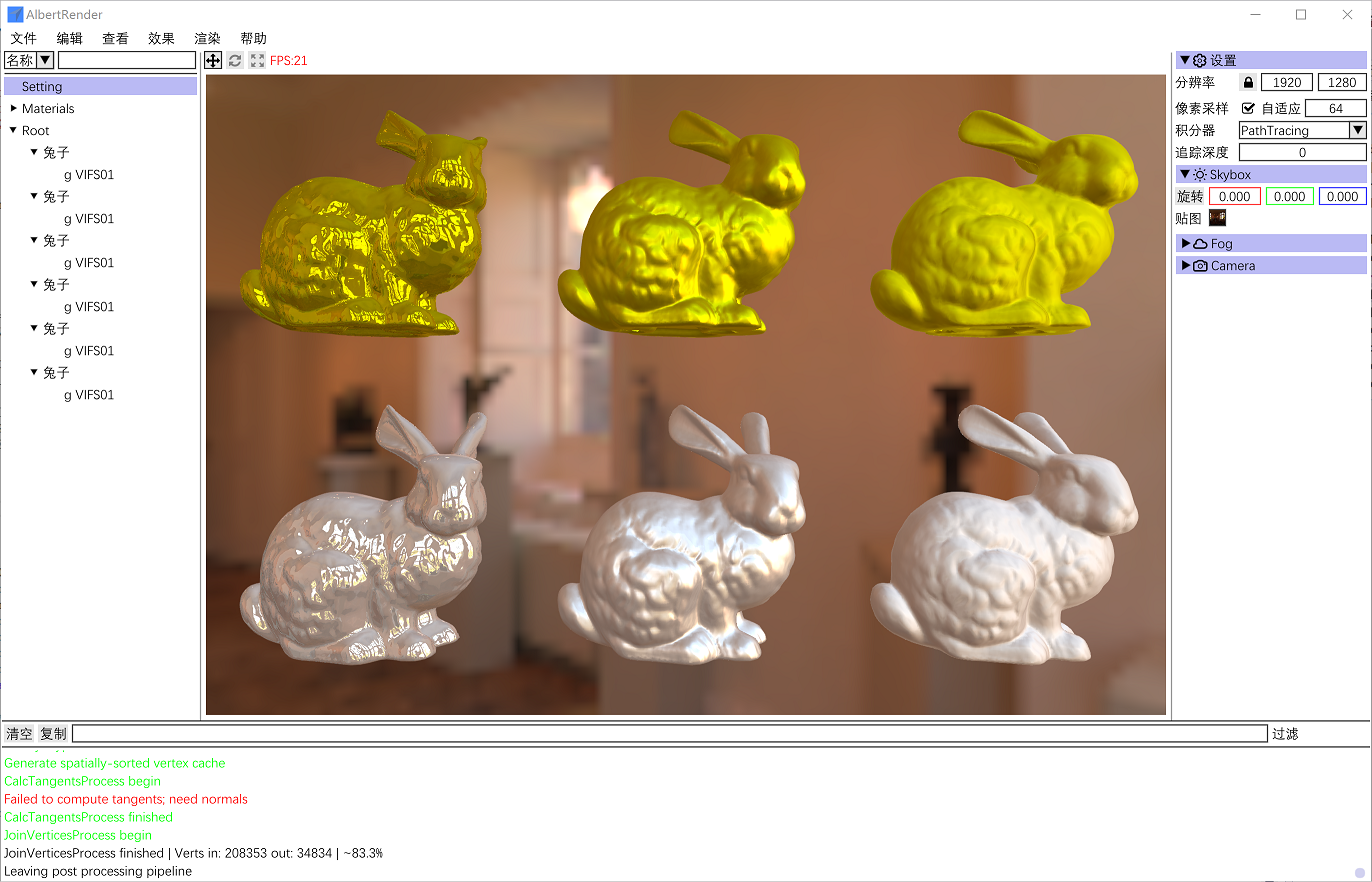 AlbertRender
文件 编辑 查看 效果 渲染 帮助
名称
FPS:21
Setting
Materials
Root
兔子
g VIFS01
兔子
g VIFS01
兔子
g VIFS01
兔子
g VIFS01
兔子
g VIFS01
兔子
g VIFS01
设置
分辨率 1920 1280
像素采样 自适应 64
积分器 PathTracing
追踪深度 0
Skybox
旋转 0.000 0.000 0.000
贴图
Fog
Camera
清空 复制 过滤
Generate spatially-sorted vertex cache
CalcTangentsProcess begin
Failed to compute tangents; need normals
CalcTangentsProcess finished
JoinVerticesProcess begin
JoinVerticesProcess finished | Verts in: 208353 out: 34834 | ~83.3%
Leaving post processing pipeline